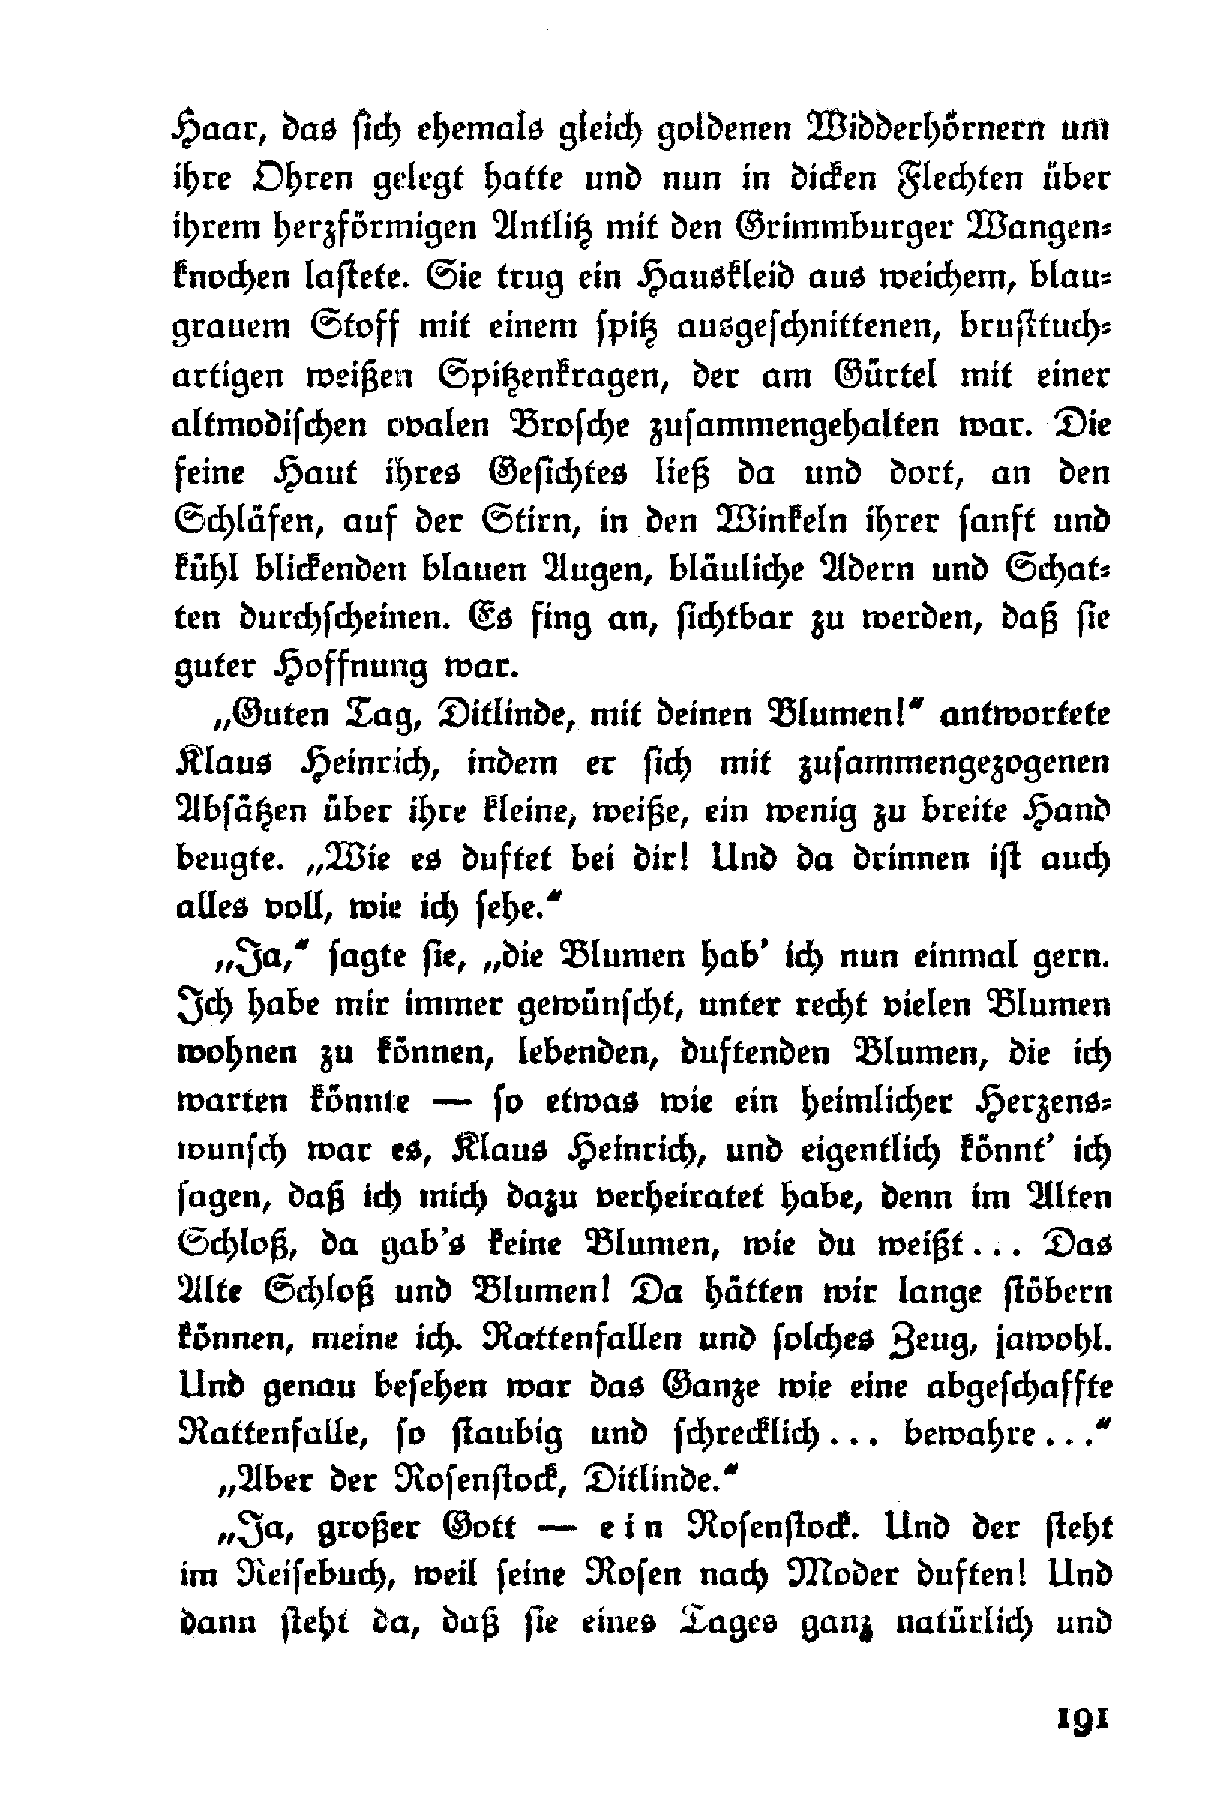 Haar, das ſich ehemals gleich goldenen Widderhörnern um
ihre Ohren gelegt hatte und nun in dicken Flechten über
ihrem herzförmigen Antlitz mit den Grimmburger Wangen⸗
knochen laſtete. Sie trug ein Hauskleid aus weichem, blau⸗
grauem Stoff mit einem ſpitz ausgeſchnittenen, bruſttuch⸗
artigen weißen Spitzenkragen, der am Gürtel mit einer
altmodiſchen ovalen Broſche zuſammengehalten war. Die
feine Haut ihres Geſichtes ließ da und dort, an den
Schläfen, auf der Stirn, in den Winkeln ihrer ſanft und
kühl blickenden blauen Augen, bläuliche Adern und Schat⸗
ten durchſcheinen. Es fing an, ſichtbar zu werden, daß ſie
guter Hoffnung war.
„Guten Tag, Ditlinde, mit deinen Blumen!“ antwortete
Klaus Heinrich, indem er ſich mit zuſammengezogenen
Abſätzen über ihre kleine, weiße, ein wenig zu breite Hand
beugte. „Wie es duftet bei dir! Und da drinnen iſt auch
alles voll, wie ich ſehe.“
„Ja,“ ſagte ſie, „die Blumen hab’ ich nun einmal gern.
Ich habe mir immer gewünſcht, unter recht vielen Blumen
wohnen zu können, lebenden, duftenden Blumen, die ich
warten könnte — ſo etwas wie ein heimlicher Herzens⸗
wunſch war es, Klaus Heinrich, und eigentlich könnt’ ich
ſagen, daß ich mich dazu verheiratet habe, denn im Alten
Schloß, da gab’s keine Blumen, wie du weißt... Das
Alte Schloß und Blumen! Da hätten wir lange ſtöbern
können, meine ich. Rattenfallen und ſolches Zeug, jawohl.
Und genau beſehen war das Ganze wie eine abgeſchaffte
Rattenfalle, ſo ſtaubig und ſchrecklich... bewahre...“
„Aber der Roſenſtock, Ditlinde.“
„Ja, großer Gott — ein Roſenſtock. Und der ſteht
im Reiſebuch, weil ſeine Roſen nach Moder duften! Und
dann ſteht da, daß ſie eines Tages ganz natürlich und
191